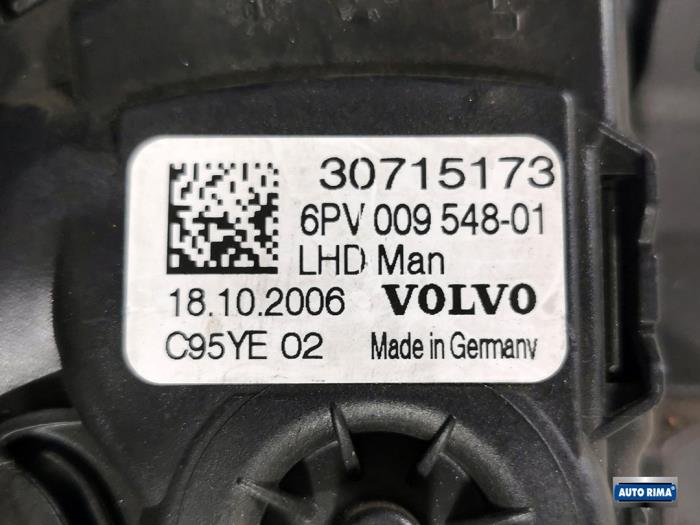 30715173
6PV 009 548-01
LHD Man
18.10.2006 VOLVO
C95YE 02 Made in Germany
AUTO RIMA